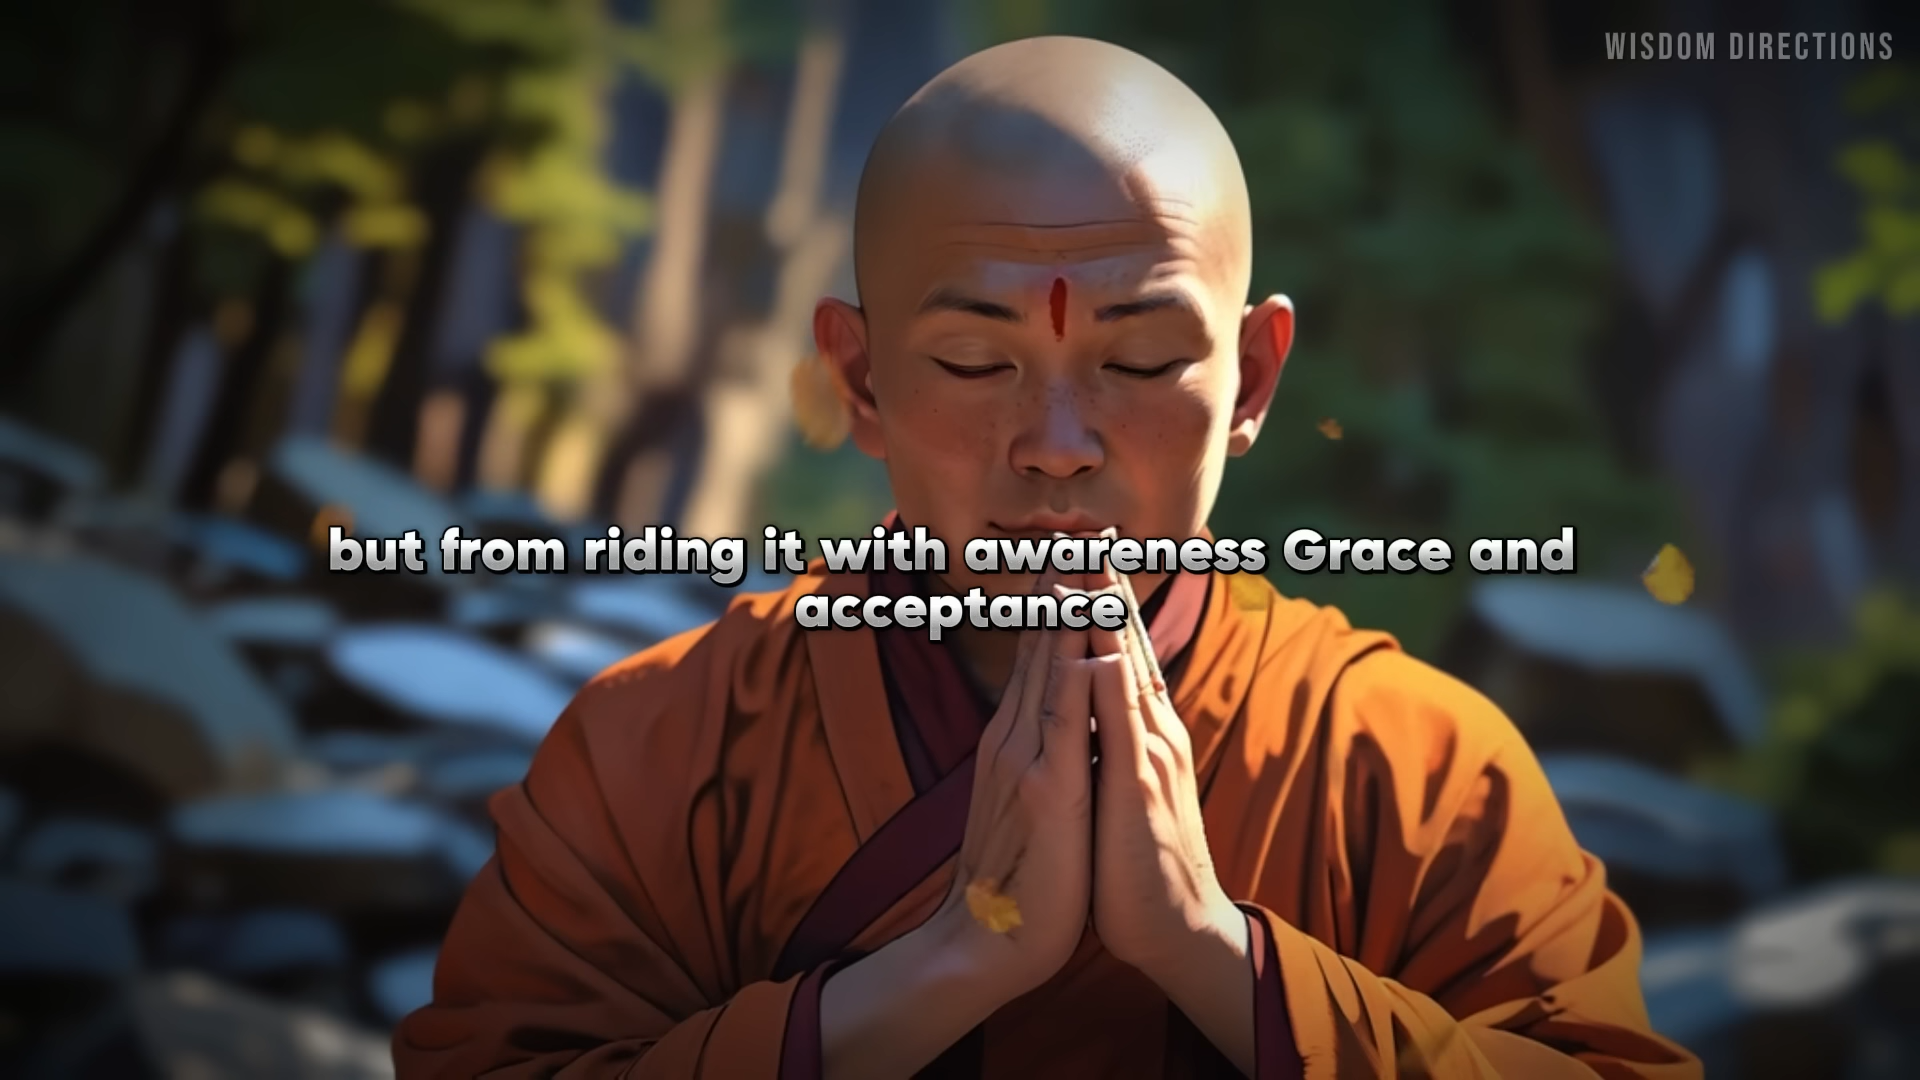 WISDOM DIRECTIONS
but from riding it with awareness Grace and
acceptance